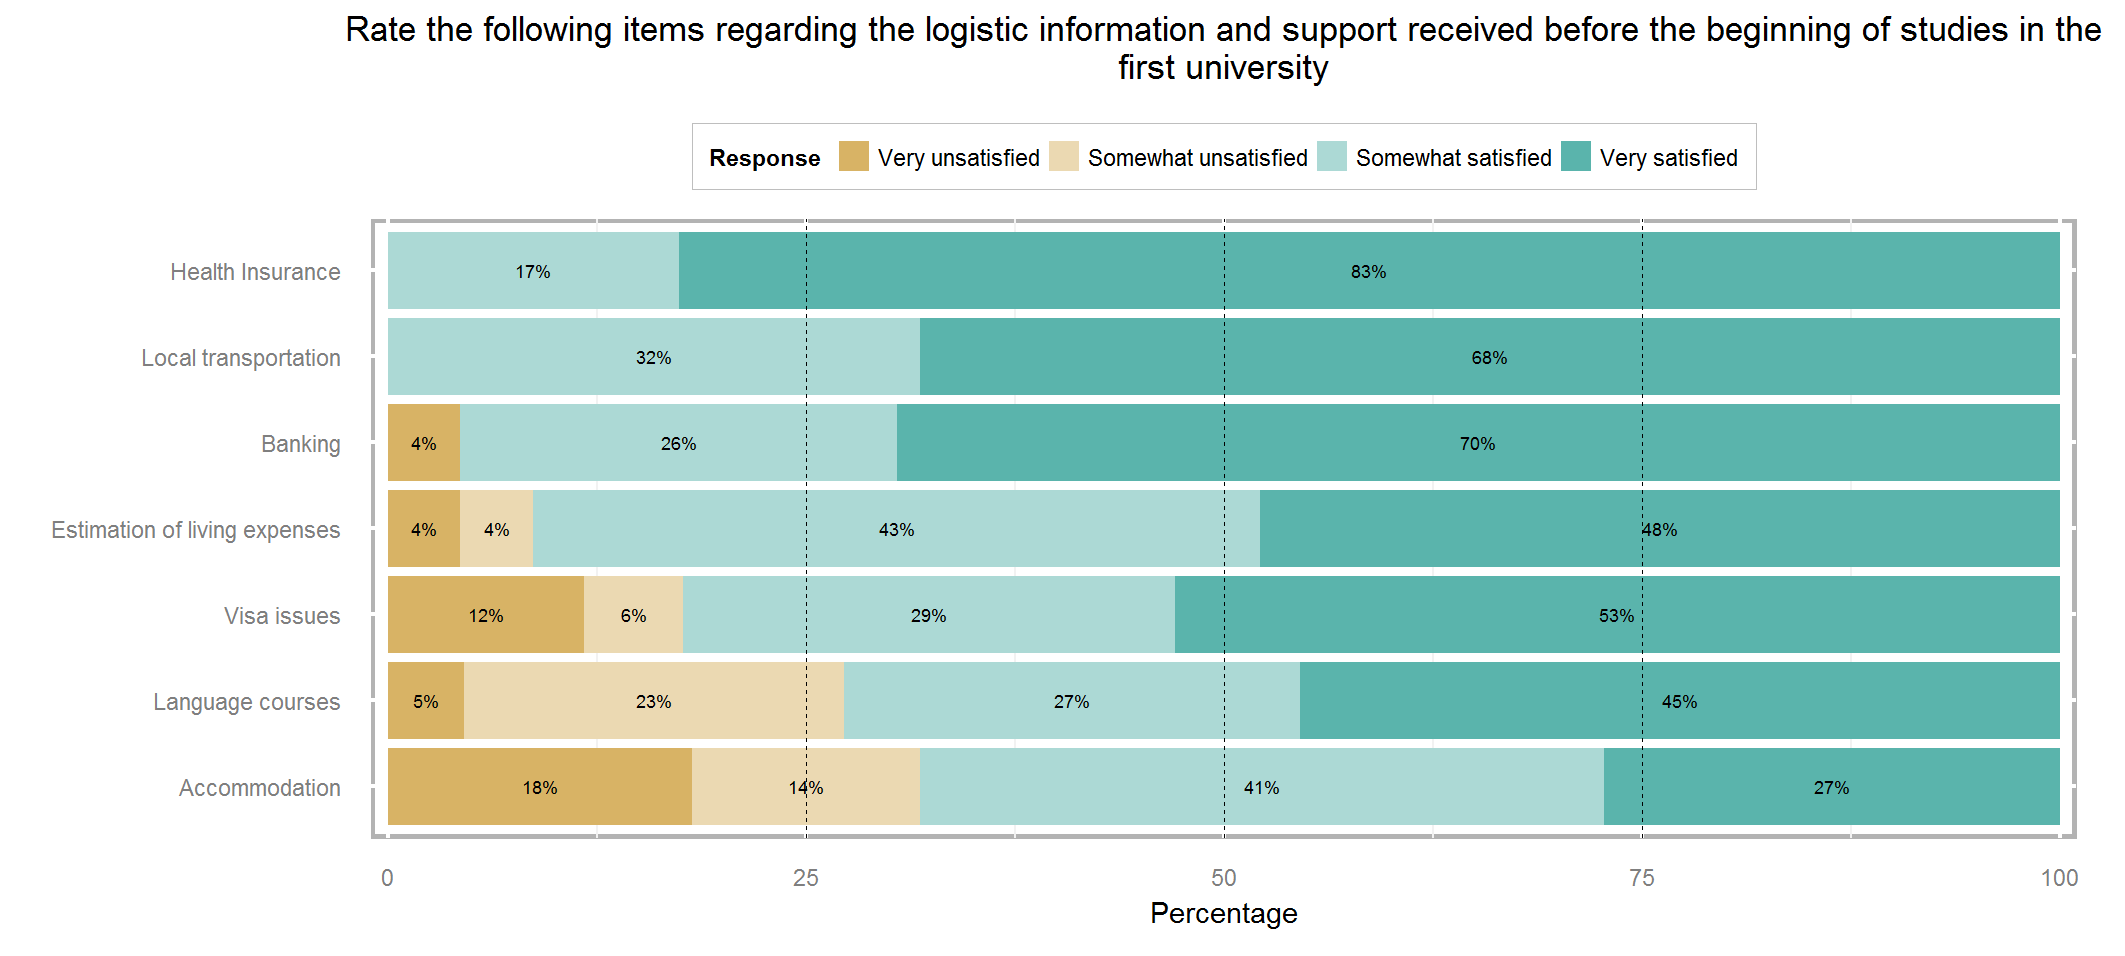 Rate the following items regarding the logistic information and support received before the beginning of studies in the
first university
Response Very unsatisfied Somewhat unsatisfied Somewhat satisfied Very satisfied
Health Insurance 17% 83%
Local transportation 32% 68%
Banking 4% 26% 70%
Estimation of living expenses 4% 4% 43% 48%
Visa issues 12% 6% 29% 53%
Language courses 5% 23% 27% 45%
Accommodation 18% 14% 41% 27%
0 25 50 75 100
Percentage